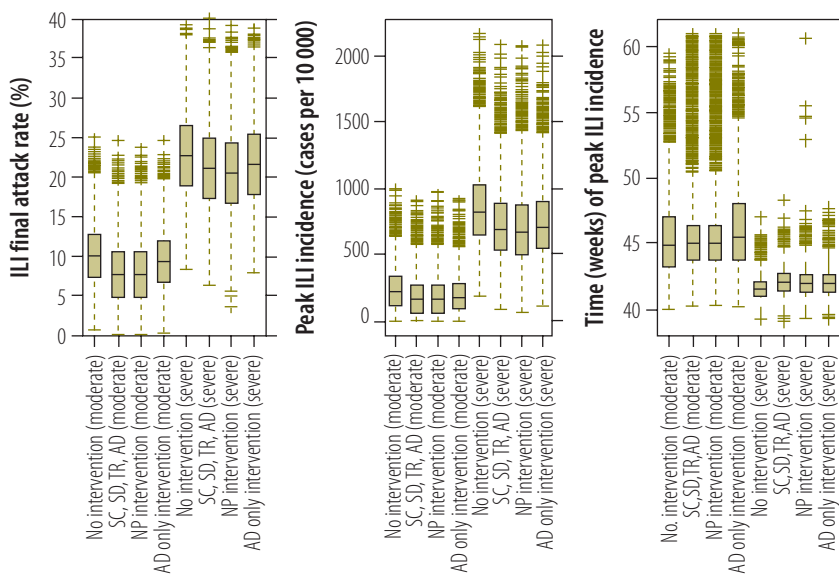 ILI final attack rate (%)
40
35
30
25
20
15
10
5
0
No intervention (moderate)
SC, SD, TR, AD (moderate)
NP intervention (moderate)
AD only intervention (moderate)
No intervention (severe)
SC, SD, TR, AD (severe)
NP intervention (severe)
AD only intervention (severe)
Peak ILI incidence (cases per 10 000)
2000
1500
1000
500
0
No intervention (moderate)
SC, SD, TR, AD (moderate)
NP intervention (moderate)
AD only intervention (moderate)
No intervention (severe)
SC, SD, TR, AD (severe)
NP intervention (severe)
AD only intervention (severe)
Time (weeks) of peak ILI incidence
60
55
50
45
40
No. intervention (moderate)
SC,SD,TR,AD (moderate)
NP intervention (moderate)
AD only intervention (moderate)
No intervention (severe)
SC,SD,TR,AD (severe)
NP intervention (severe)
AD only intervention (severe)